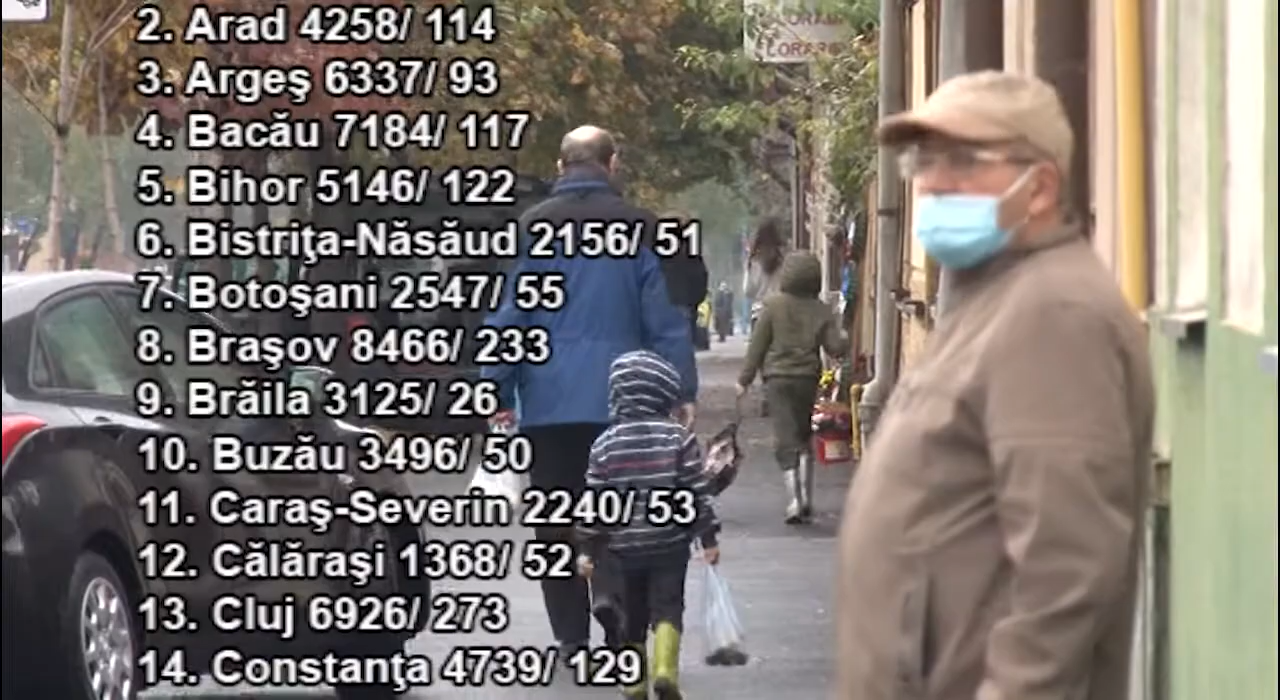 2. Arad 4258/ 114
3. Argeş 6337/ 93
4. Bacău 7184/ 117
5. Bihor 5146/ 122
6. Bistriţa-Năsăud 2156/ 51
7. Botoşani 2547/ 55
8. Braşov 8466/ 233
9. Brăila 3125/ 26
10. Buzău 3496/ 50
11. Caraş-Severin 2240/ 53
12. Călăraşi 1368/ 52
13. Cluj 6926/ 273
14. Constanţa 4739/ 129